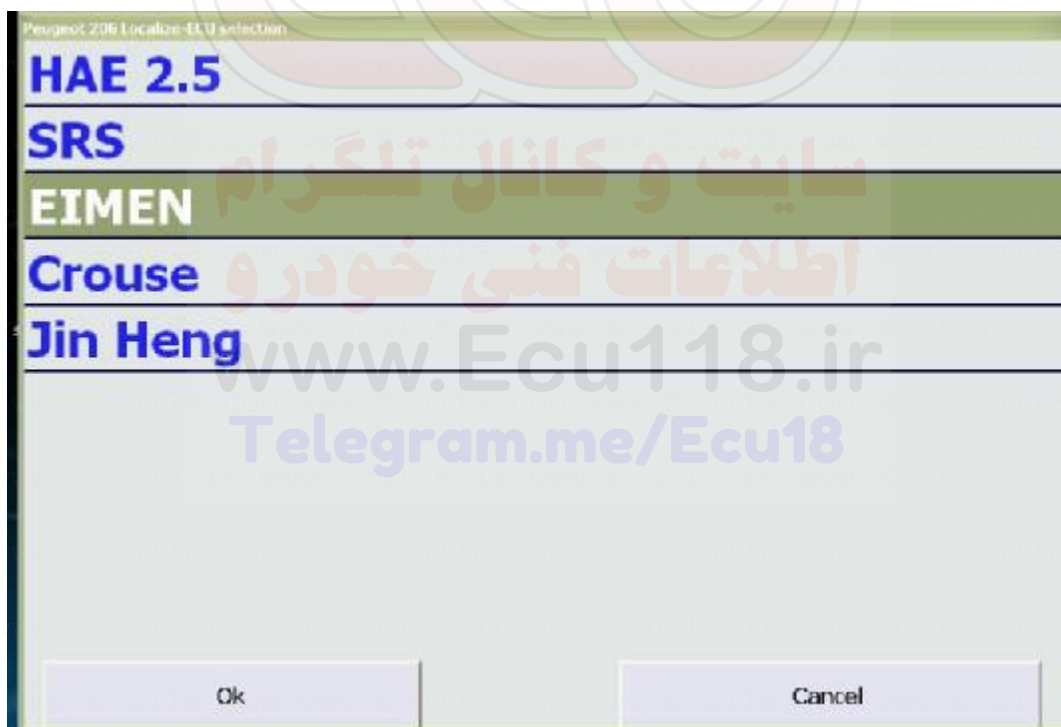 Peugeot 206 Localize-ECU selection
HAE 2.5
SRS
EIMEN
Crouse
Jin Heng
سایت و کانال تلگرام
اطلاعات فنی خودرو
www.Ecu118.ir
Telegram.me/Ecu18
Ok
Cancel